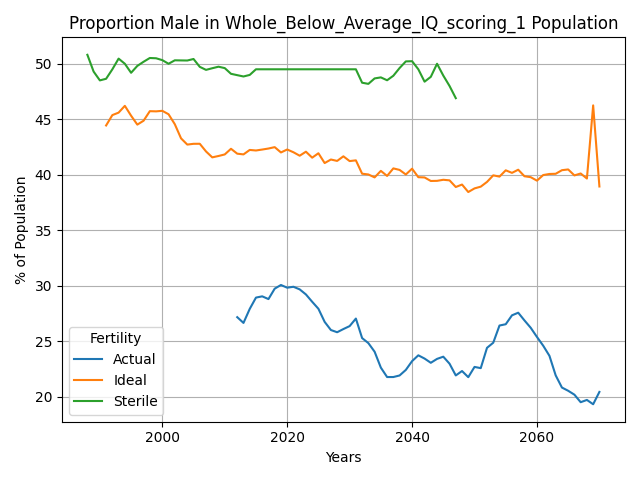 Proportion Male in Whole_Below_Average_IQ_scoring_1 Population
% of Population
50
45
40
35
30
25
20
Fertility
Actual
Ideal
Sterile
2000
2020
2040
2060
Years